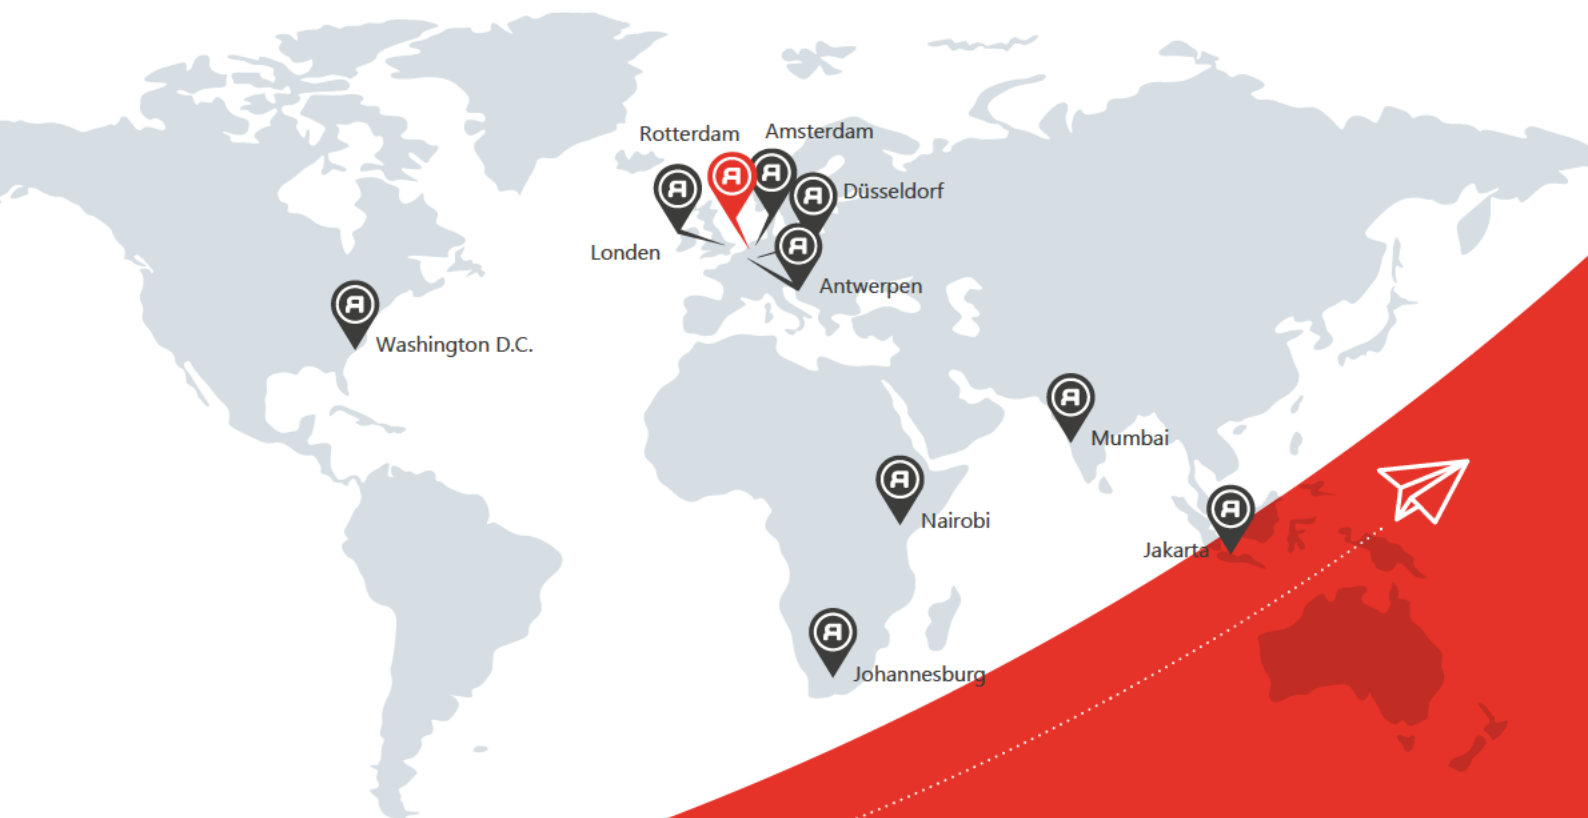 Rotterdam
Amsterdam
Düsseldorf
Londen
Antwerpen
Washington D.C.
Mumbai
Nairobi
Jakarta
Johannesburg